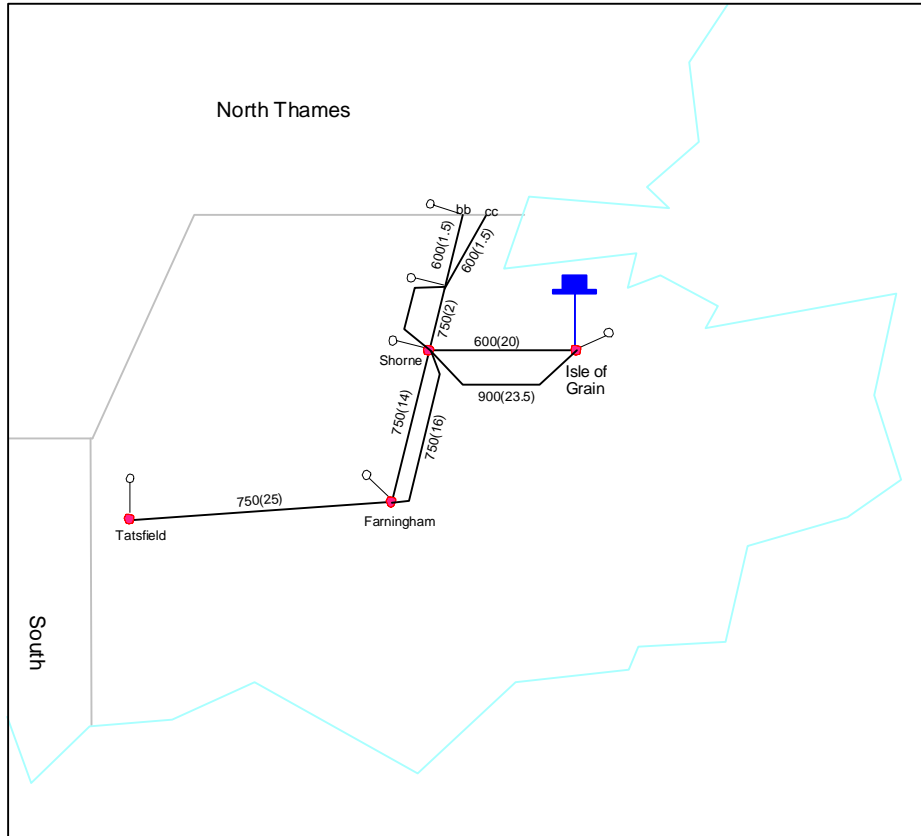 North Thames
bb
cc
600(1.5)
600(1.5)
750(2)
600(20)
Shorne
Isle of
Grain
900(23.5)
750(14)
750(16)
750(25)
Farningham
Tatsfield
South